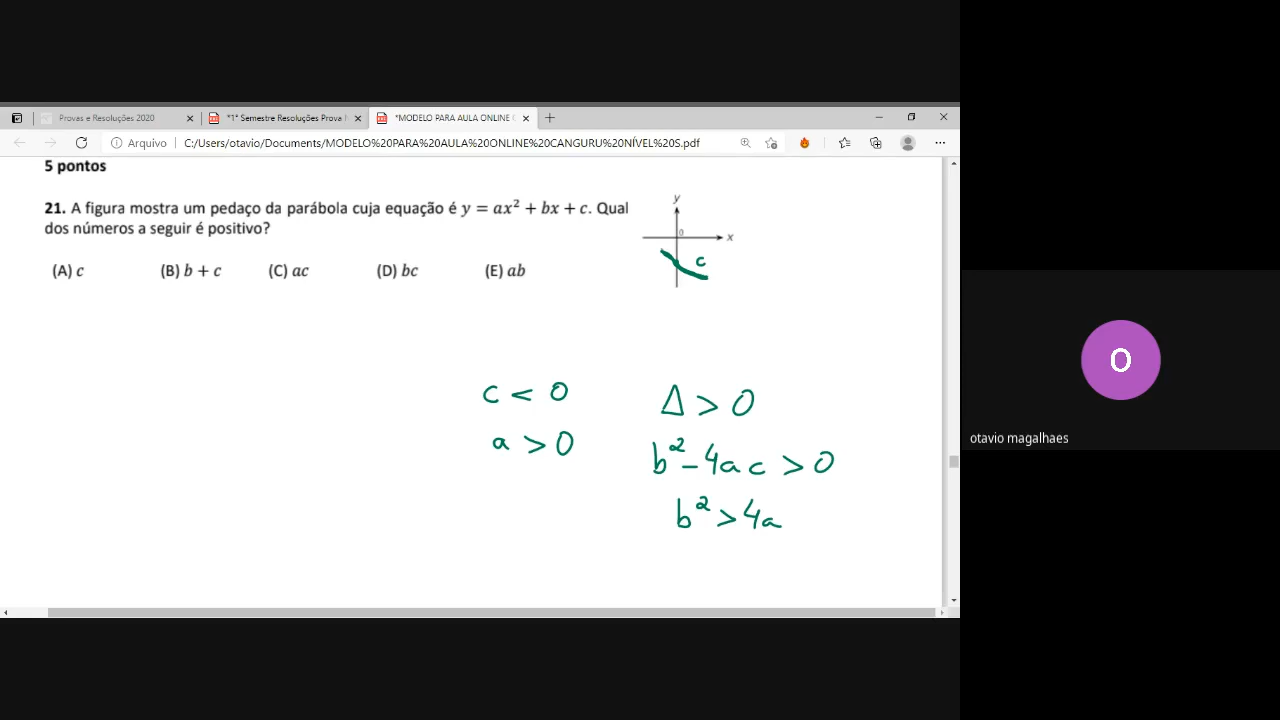 Provas e Resoluções 2020
*1° Semestre Resoluções Prova
*MODELO PARA AULA ONLINE
Arquivo
C:/Users/otavio/Documents/MODELO%20PARA%20AULA%20ONLINE%20CANGURU%20NÍVEL%20S.pdf
5 pontos
21. A figura mostra um pedaço da parábola cuja equação é y = ax² + bx + c. Qual
dos números a seguir é positivo?
y
0
x
c
(A) c (B) b + c (C) ac (D) bc (E) ab
c < 0
a > 0
Δ > 0
b² - 4ac > 0
b² > 4a
O
otavio magalhaes